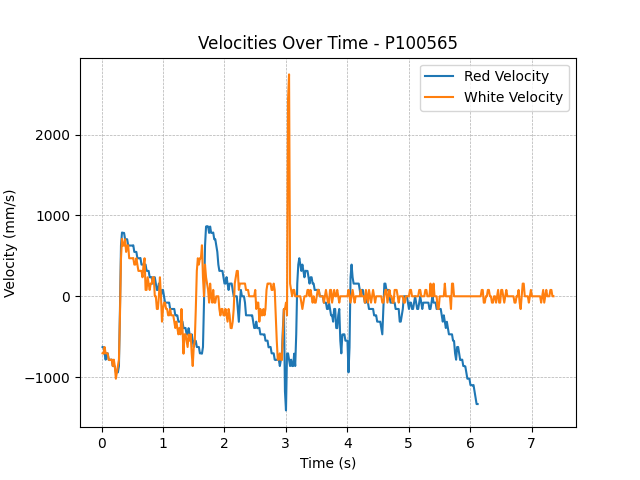 Velocities Over Time - P100565
Red Velocity
White Velocity
Velocity (mm/s)
2000
1000
0
−1000
0 1 2 3 4 5 6 7
Time (s)